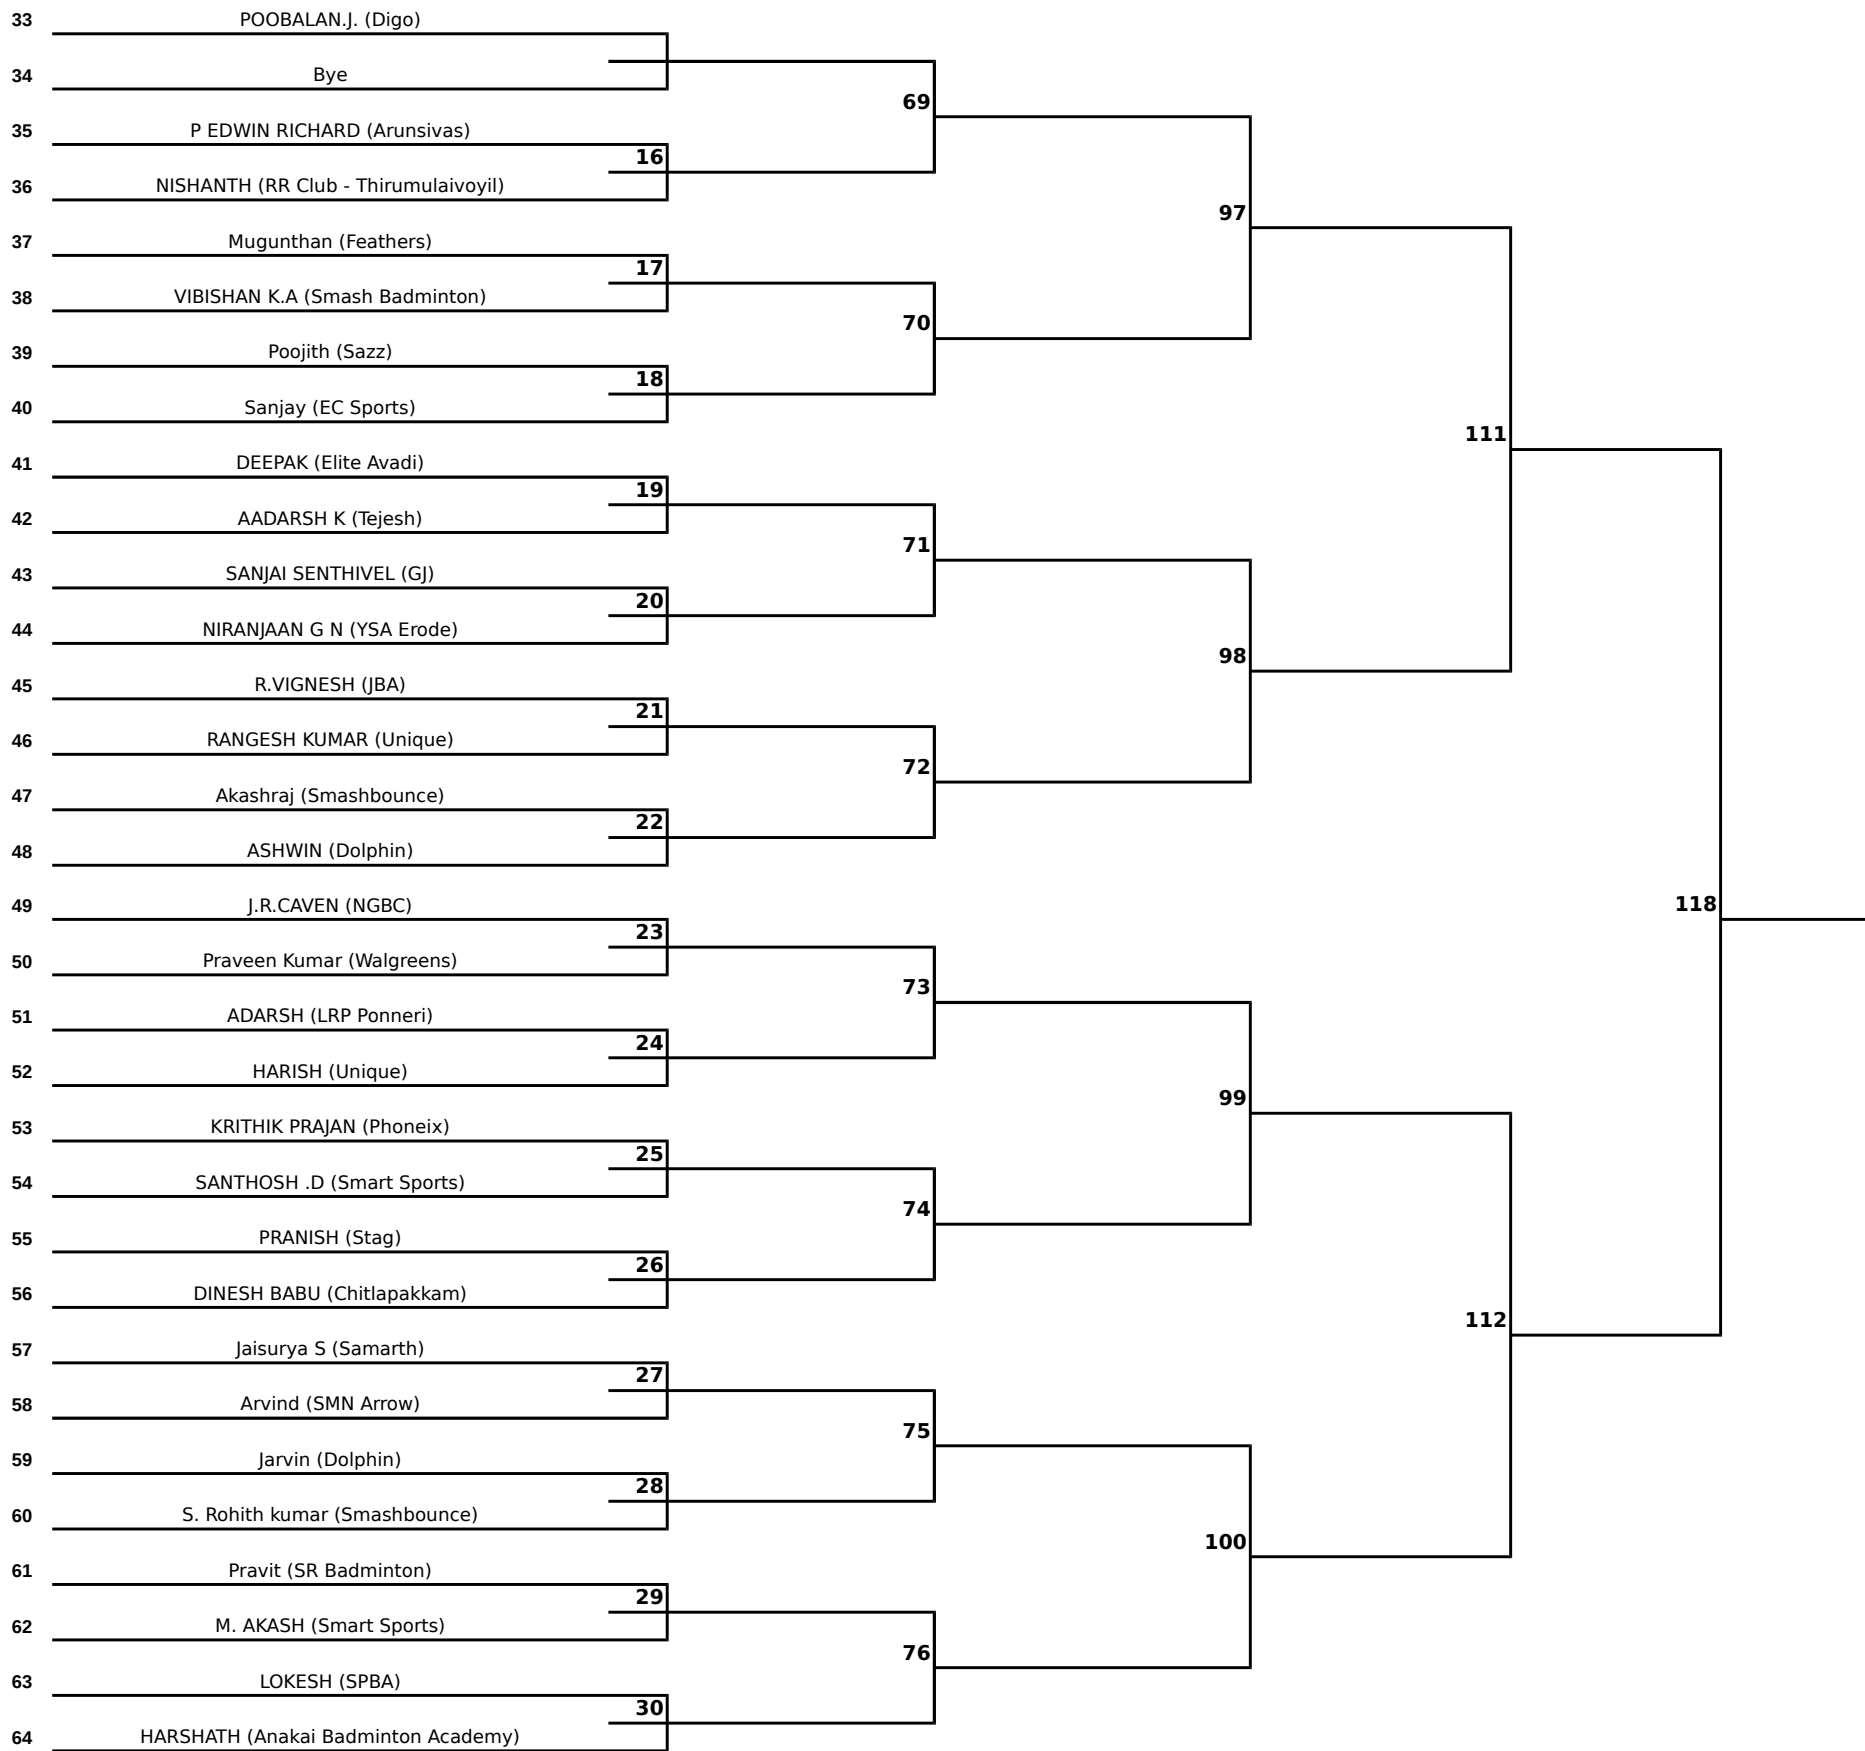 33 POOBALAN.J. (Digo)
34 Bye
69
35 P EDWIN RICHARD (Arunsivas)
16
36 NISHANTH (RR Club - Thirumulaivoyil)
97
37 Mugunthan (Feathers)
17
38 VIBISHAN K.A (Smash Badminton)
70
39 Poojith (Sazz)
18
40 Sanjay (EC Sports)
111
41 DEEPAK (Elite Avadi)
19
42 AADARSH K (Tejesh)
71
43 SANJAI SENTHIVEL (GJ)
20
44 NIRANJAAN G N (YSA Erode)
98
45 R.VIGNESH (JBA)
21
46 RANGESH KUMAR (Unique)
72
47 Akashraj (Smashbounce)
22
48 ASHWIN (Dolphin)
118
49 J.R.CAVEN (NGBC)
23
50 Praveen Kumar (Walgreens)
73
51 ADARSH (LRP Ponneri)
24
52 HARISH (Unique)
99
53 KRITHIK PRAJAN (Phoneix)
25
54 SANTHOSH .D (Smart Sports)
74
55 PRANISH (Stag)
26
56 DINESH BABU (Chitlapakkam)
112
57 Jaisurya S (Samarth)
27
58 Arvind (SMN Arrow)
75
59 Jarvin (Dolphin)
28
60 S. Rohith kumar (Smashbounce)
100
61 Pravit (SR Badminton)
29
62 M. AKASH (Smart Sports)
76
63 LOKESH (SPBA)
30
64 HARSHATH (Anakai Badminton Academy)